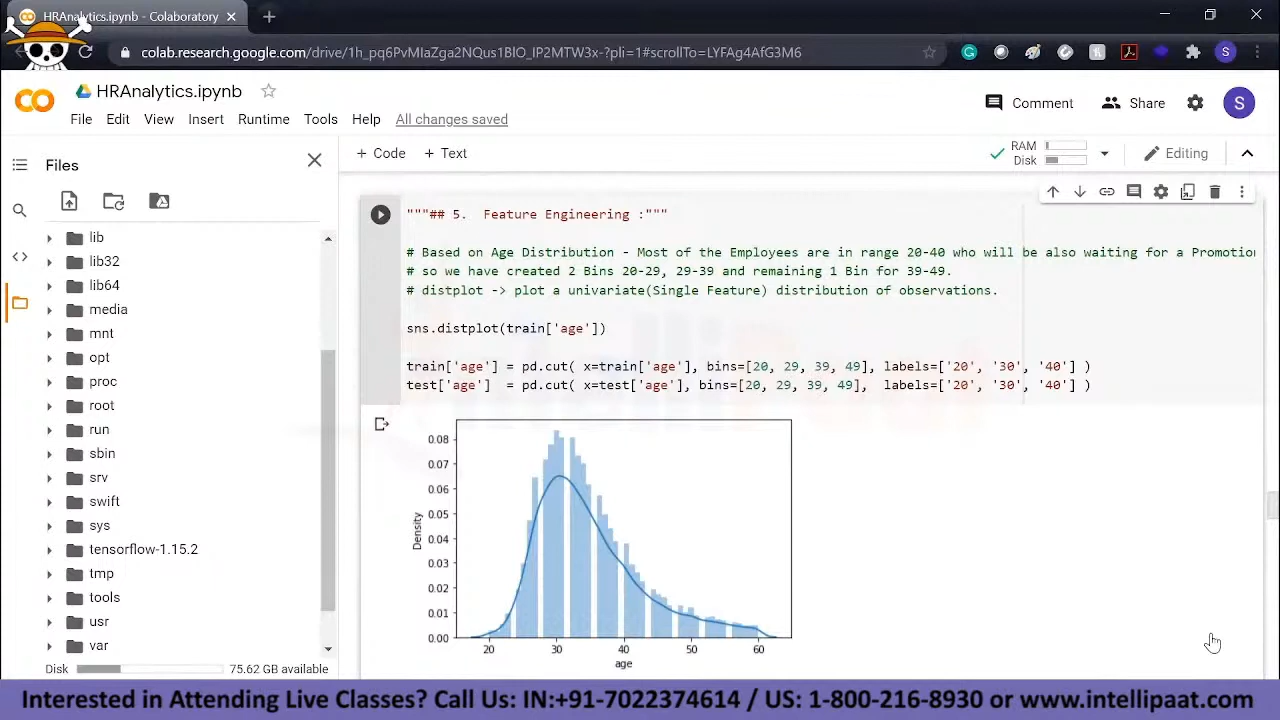 HRAnalytics.ipynb - Colaboratory
colab.research.google.com/drive/
HRAnalytics.ipynb
File Edit View Insert Runtime Tools Help All changes saved
Comment Share S
Files
+ Code + Text
RAM
Disk
Editing
lib
lib32
lib64
media
mnt
opt
proc
root
run
sbin
srv
swift
sys
tensorflow-1.15.2
tmp
tools
usr
var
Disk 75.62 GB available
"""## 5.  Feature Engineering :"""
# Based on Age Distribution - Most of the Employees are in range 20-40 who will be also waiting for a Promotion
# so we have created 2 Bins 20-29, 29-39 and remaining 1 Bin for 39-49.
# distplot -> plot a univariate(Single Feature) distribution of observations.
sns.distplot(train['age'])
train['age'] = pd.cut( x=train['age'], bins=[20, 29, 39, 49], labels=['20', '30', '40'] )
test['age']  = pd.cut( x=test['age'], bins=[20, 29, 39, 49],  labels=['20', '30', '40'] )
Density
0.08
0.07
0.06
0.05
0.04
0.03
0.02
0.01
0.00
20 30 40 50 60
age
Interested in Attending Live Classes? Call Us: IN:+91-7022374614 / US: 1-800-216-8930 or www.intellipaat.com